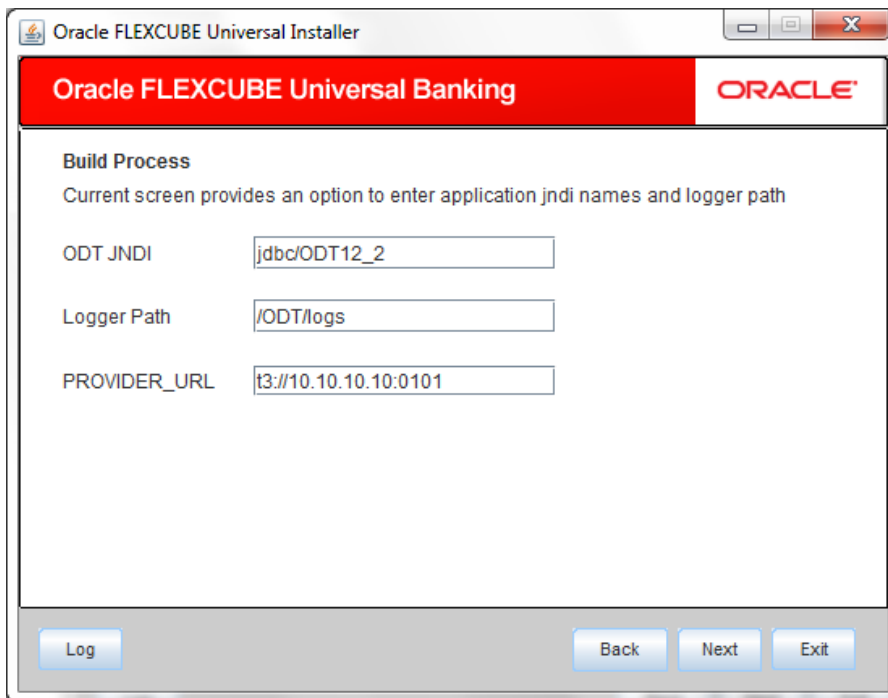 Oracle FLEXCUBE Universal Installer
Oracle FLEXCUBE Universal Banking
ORACLE
Build Process
Current screen provides an option to enter application jndi names and logger path
ODT JNDI jdbc/ODT12_2
Logger Path /ODT/logs
PROVIDER_URL t3://10.10.10.10:0101
Log Back Next Exit